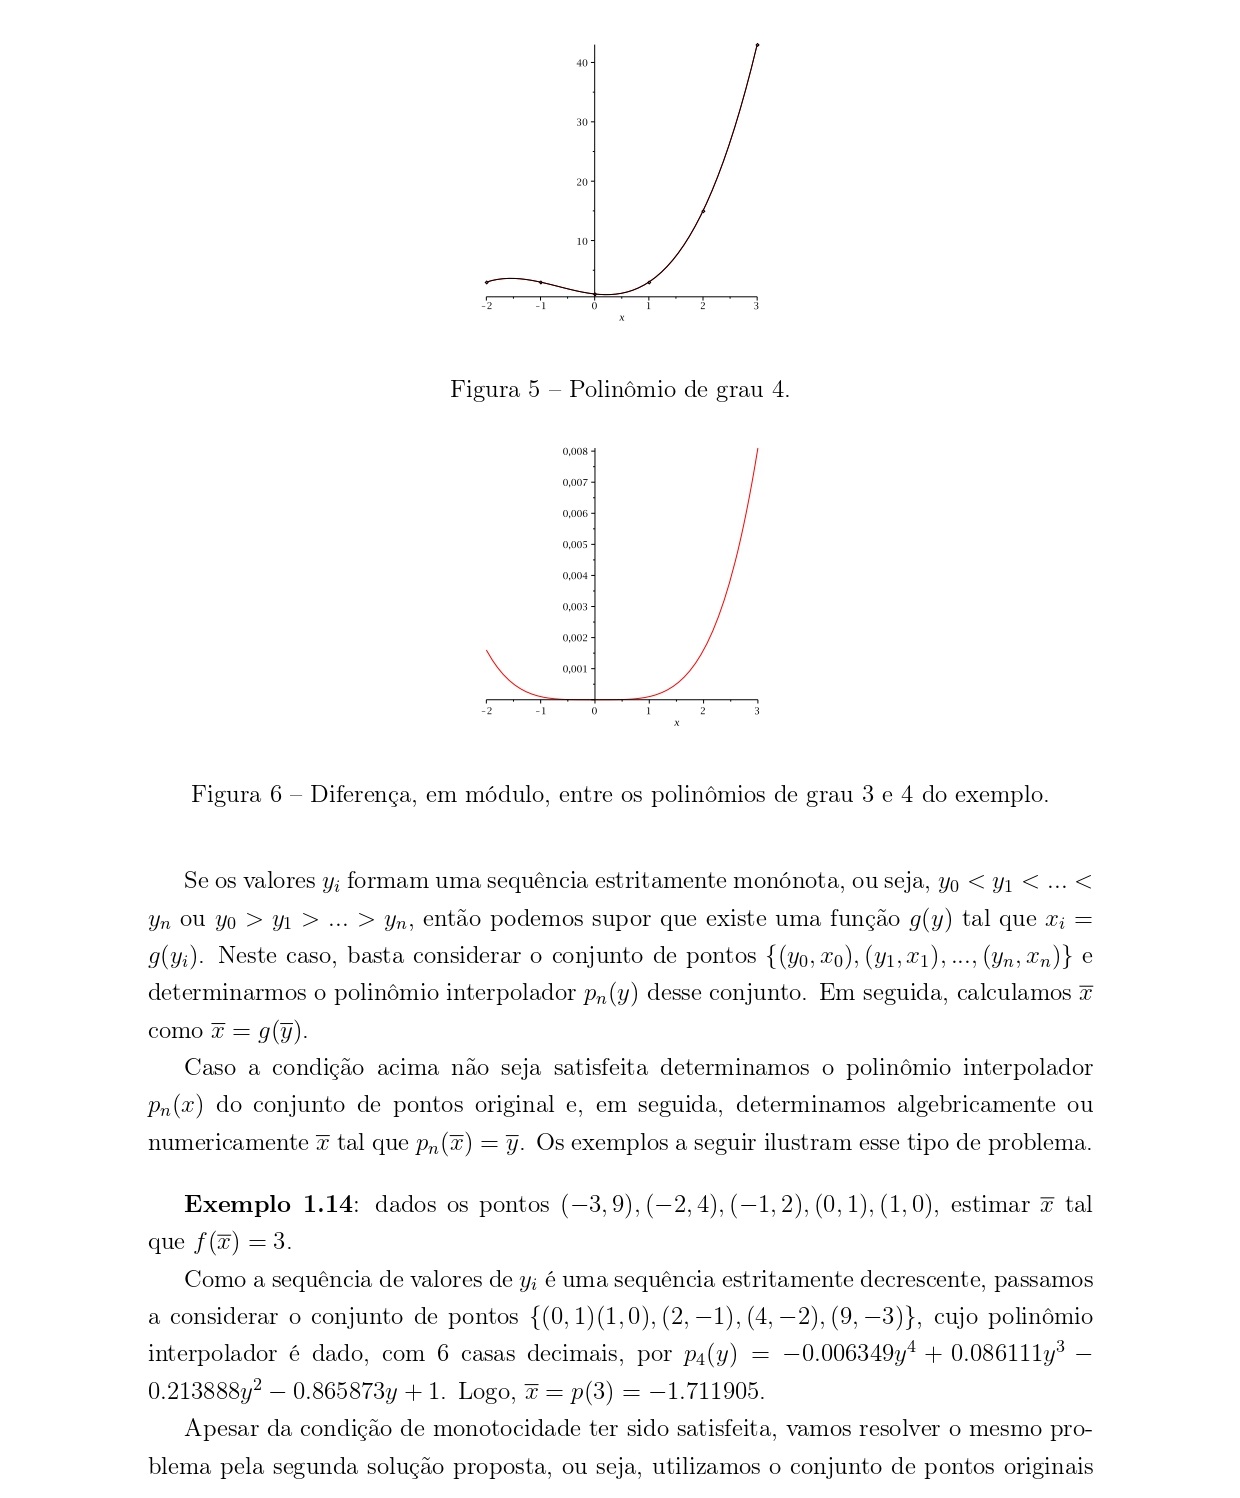 40
30
20
10
-2 -1 0 1 2 3
x
Figura 5 – Polinômio de grau 4.
0,008
0,007
0,006
0,005
0,004
0,003
0,002
0,001
-2 -1 0 1 2 3
x
Figura 6 – Diferença, em módulo, entre os polinômios de grau 3 e 4 do exemplo.
Se os valores $y_i$ formam uma sequência estritamente monónota, ou seja, $y_0 < y_1 < ... <$
$y_n$ ou $y_0 > y_1 > ... > y_n$, então podemos supor que existe uma função $g(y)$ tal que $x_i =$
$g(y_i)$. Neste caso, basta considerar o conjunto de pontos $\{(y_0, x_0), (y_1, x_1), ..., (y_n, x_n)\}$ e
determinarmos o polinômio interpolador $p_n(y)$ desse conjunto. Em seguida, calculamos $\overline{x}$
como $\overline{x} = g(\overline{y})$.
Caso a condição acima não seja satisfeita determinamos o polinômio interpolador
$p_n(x)$ do conjunto de pontos original e, em seguida, determinamos algebricamente ou
numericamente $\overline{x}$ tal que $p_n(\overline{x}) = \overline{y}$. Os exemplos a seguir ilustram esse tipo de problema.
Exemplo 1.14: dados os pontos $(-3, 9), (-2, 4), (-1, 2), (0, 1), (1, 0)$, estimar $\overline{x}$ tal
que $f(\overline{x}) = 3$.
Como a sequência de valores de $y_i$ é uma sequência estritamente decrescente, passamos
a considerar o conjunto de pontos $\{(0, 1)(1, 0), (2, -1), (4, -2), (9, -3)\}$, cujo polinômio
interpolador é dado, com 6 casas decimais, por $p_4(y) = -0.006349y^4 + 0.086111y^3 -$
$0.213888y^2 - 0.865873y + 1$. Logo, $\overline{x} = p(3) = -1.711905$.
Apesar da condição de monotocidade ter sido satisfeita, vamos resolver o mesmo pro-
blema pela segunda solução proposta, ou seja, utilizamos o conjunto de pontos originais